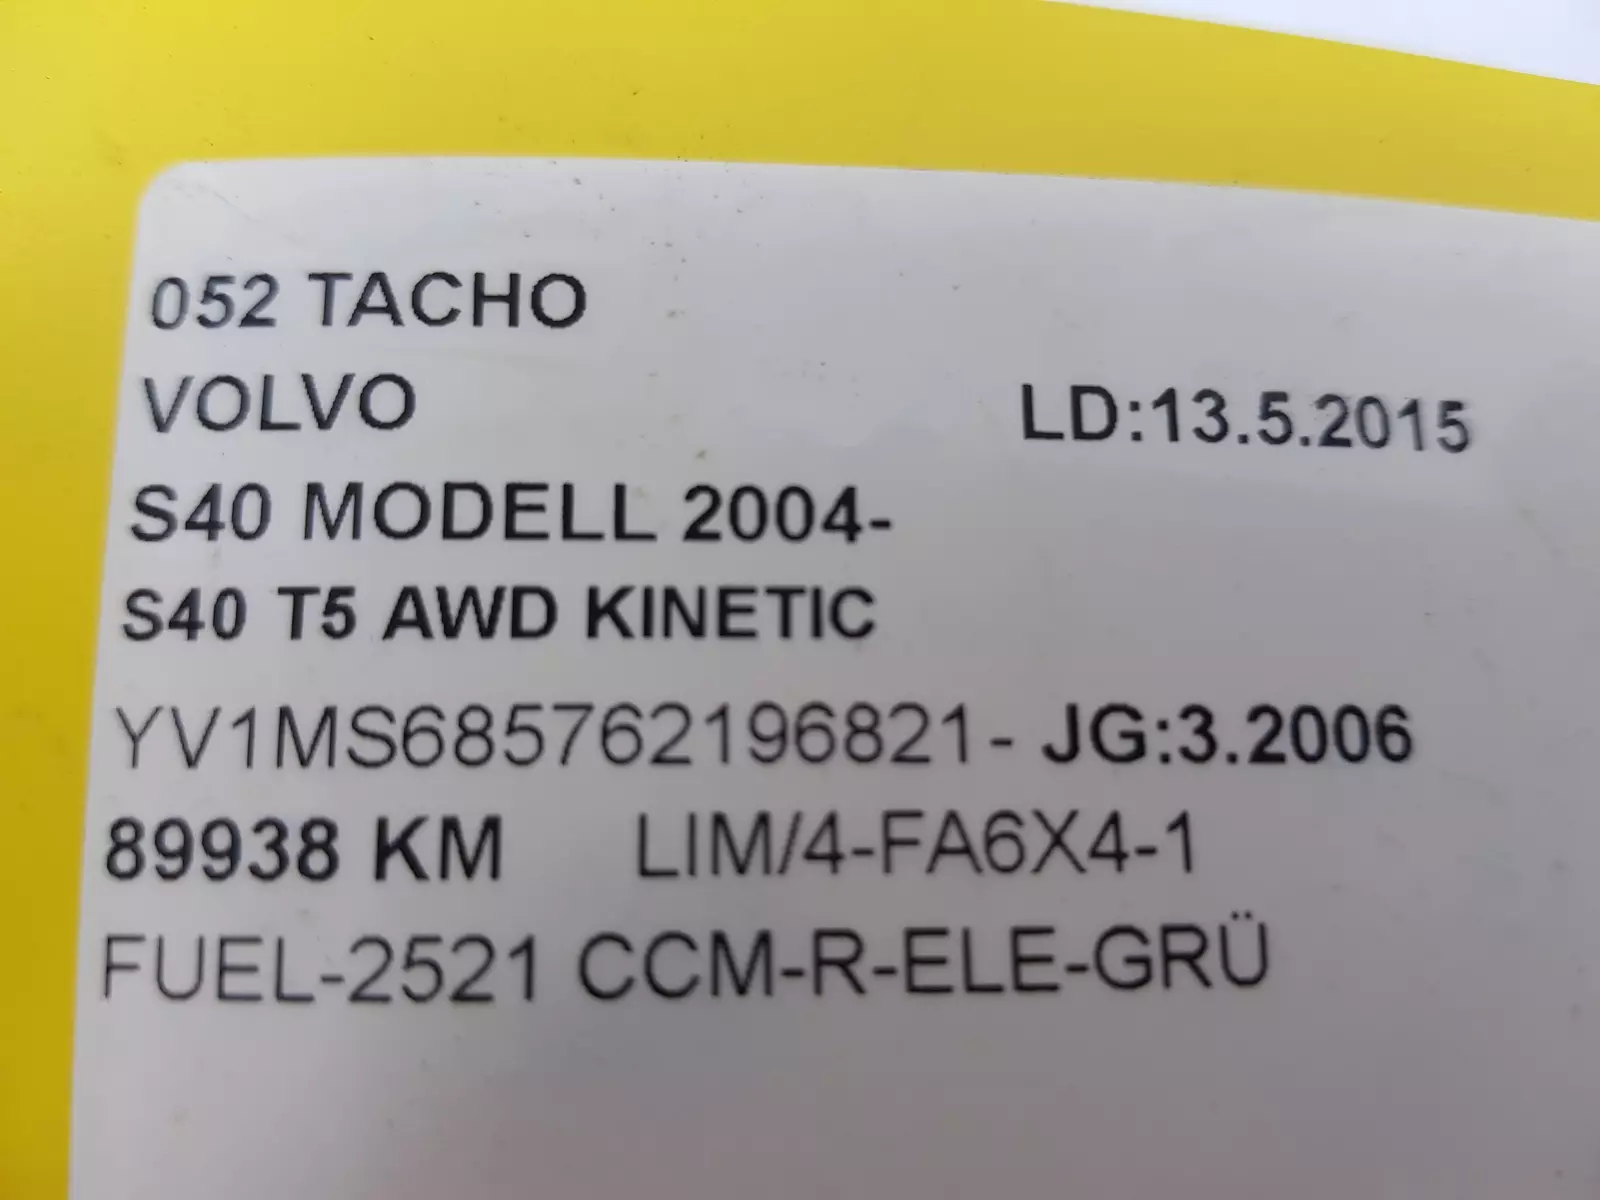 052 TACHO
VOLVO LD:13.5.2015
S40 MODELL 2004-
S40 T5 AWD KINETIC
YV1MS685762196821- JG:3.2006
89938 KM LIM/4-FA6X4-1
FUEL-2521 CCM-R-ELE-GRÜ